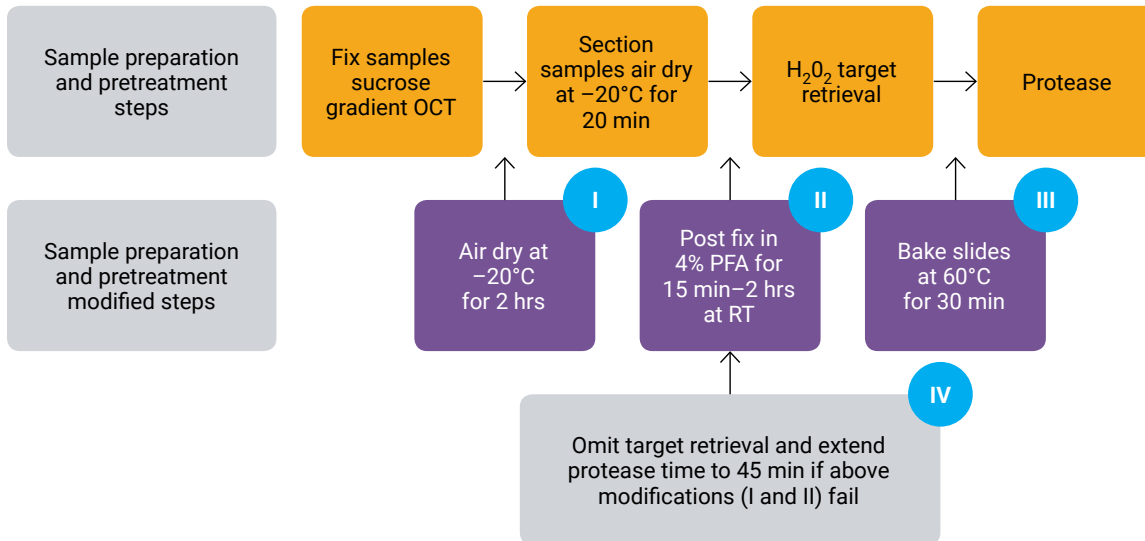 Sample preparation
and pretreatment
steps
Fix samples
sucrose
gradient OCT
Section
samples air dry
at –20°C for
20 min
H₂0₂ target
retrieval
Protease
Sample preparation
and pretreatment
modified steps
I
Air dry at
–20°C
for 2 hrs
II
Post fix in
4% PFA for
15 min–2 hrs
at RT
III
Bake slides
at 60°C
for 30 min
IV
Omit target retrieval and extend
protease time to 45 min if above
modifications (I and II) fail